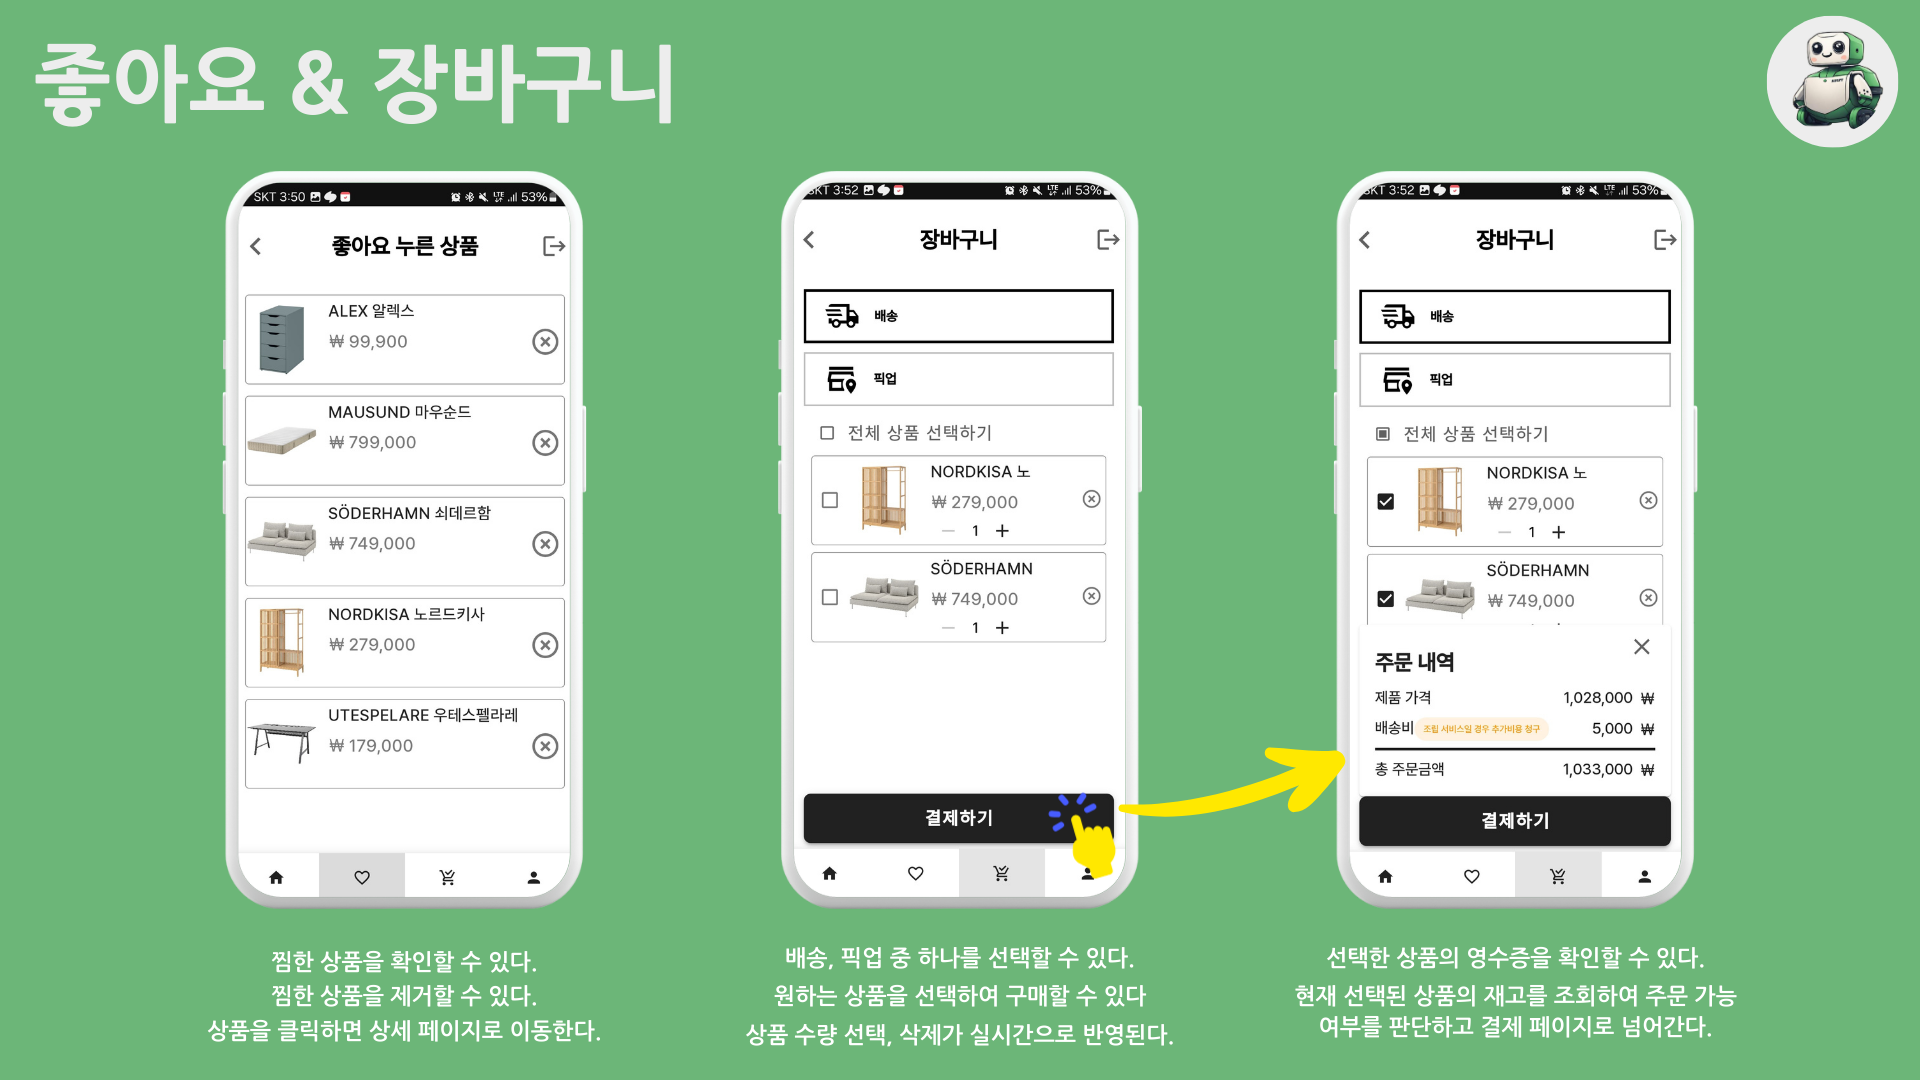 좋아요 & 장바구니
SKT 3:50
LTE
53%
좋아요 누른 상품
ALEX 알렉스
₩ 99,900
MAUSUND 마우순드
₩ 799,000
SÖDERHAMN 쇠데르함
₩ 749,000
NORDKISA 노르드키사
₩ 279,000
UTESPELARE 우테스펠라레
₩ 179,000
찜한 상품을 확인할 수 있다.
찜한 상품을 제거할 수 있다.
상품을 클릭하면 상세 페이지로 이동한다.
SKT 3:52
LTE
53%
장바구니
배송
픽업
전체 상품 선택하기
NORDKISA 노
₩ 279,000
1
SÖDERHAMN
₩ 749,000
1
결제하기
배송, 픽업 중 하나를 선택할 수 있다.
원하는 상품을 선택하여 구매할 수 있다
상품 수량 선택, 삭제가 실시간으로 반영된다.
SKT 3:52
LTE
53%
장바구니
배송
픽업
전체 상품 선택하기
NORDKISA 노
₩ 279,000
1
SÖDERHAMN
₩ 749,000
주문 내역
제품 가격 1,028,000 ₩
배송비 조립 서비스일 경우 추가비용 청구 5,000 ₩
총 주문금액 1,033,000 ₩
결제하기
선택한 상품의 영수증을 확인할 수 있다.
현재 선택된 상품의 재고를 조회하여 주문 가능
여부를 판단하고 결제 페이지로 넘어간다.